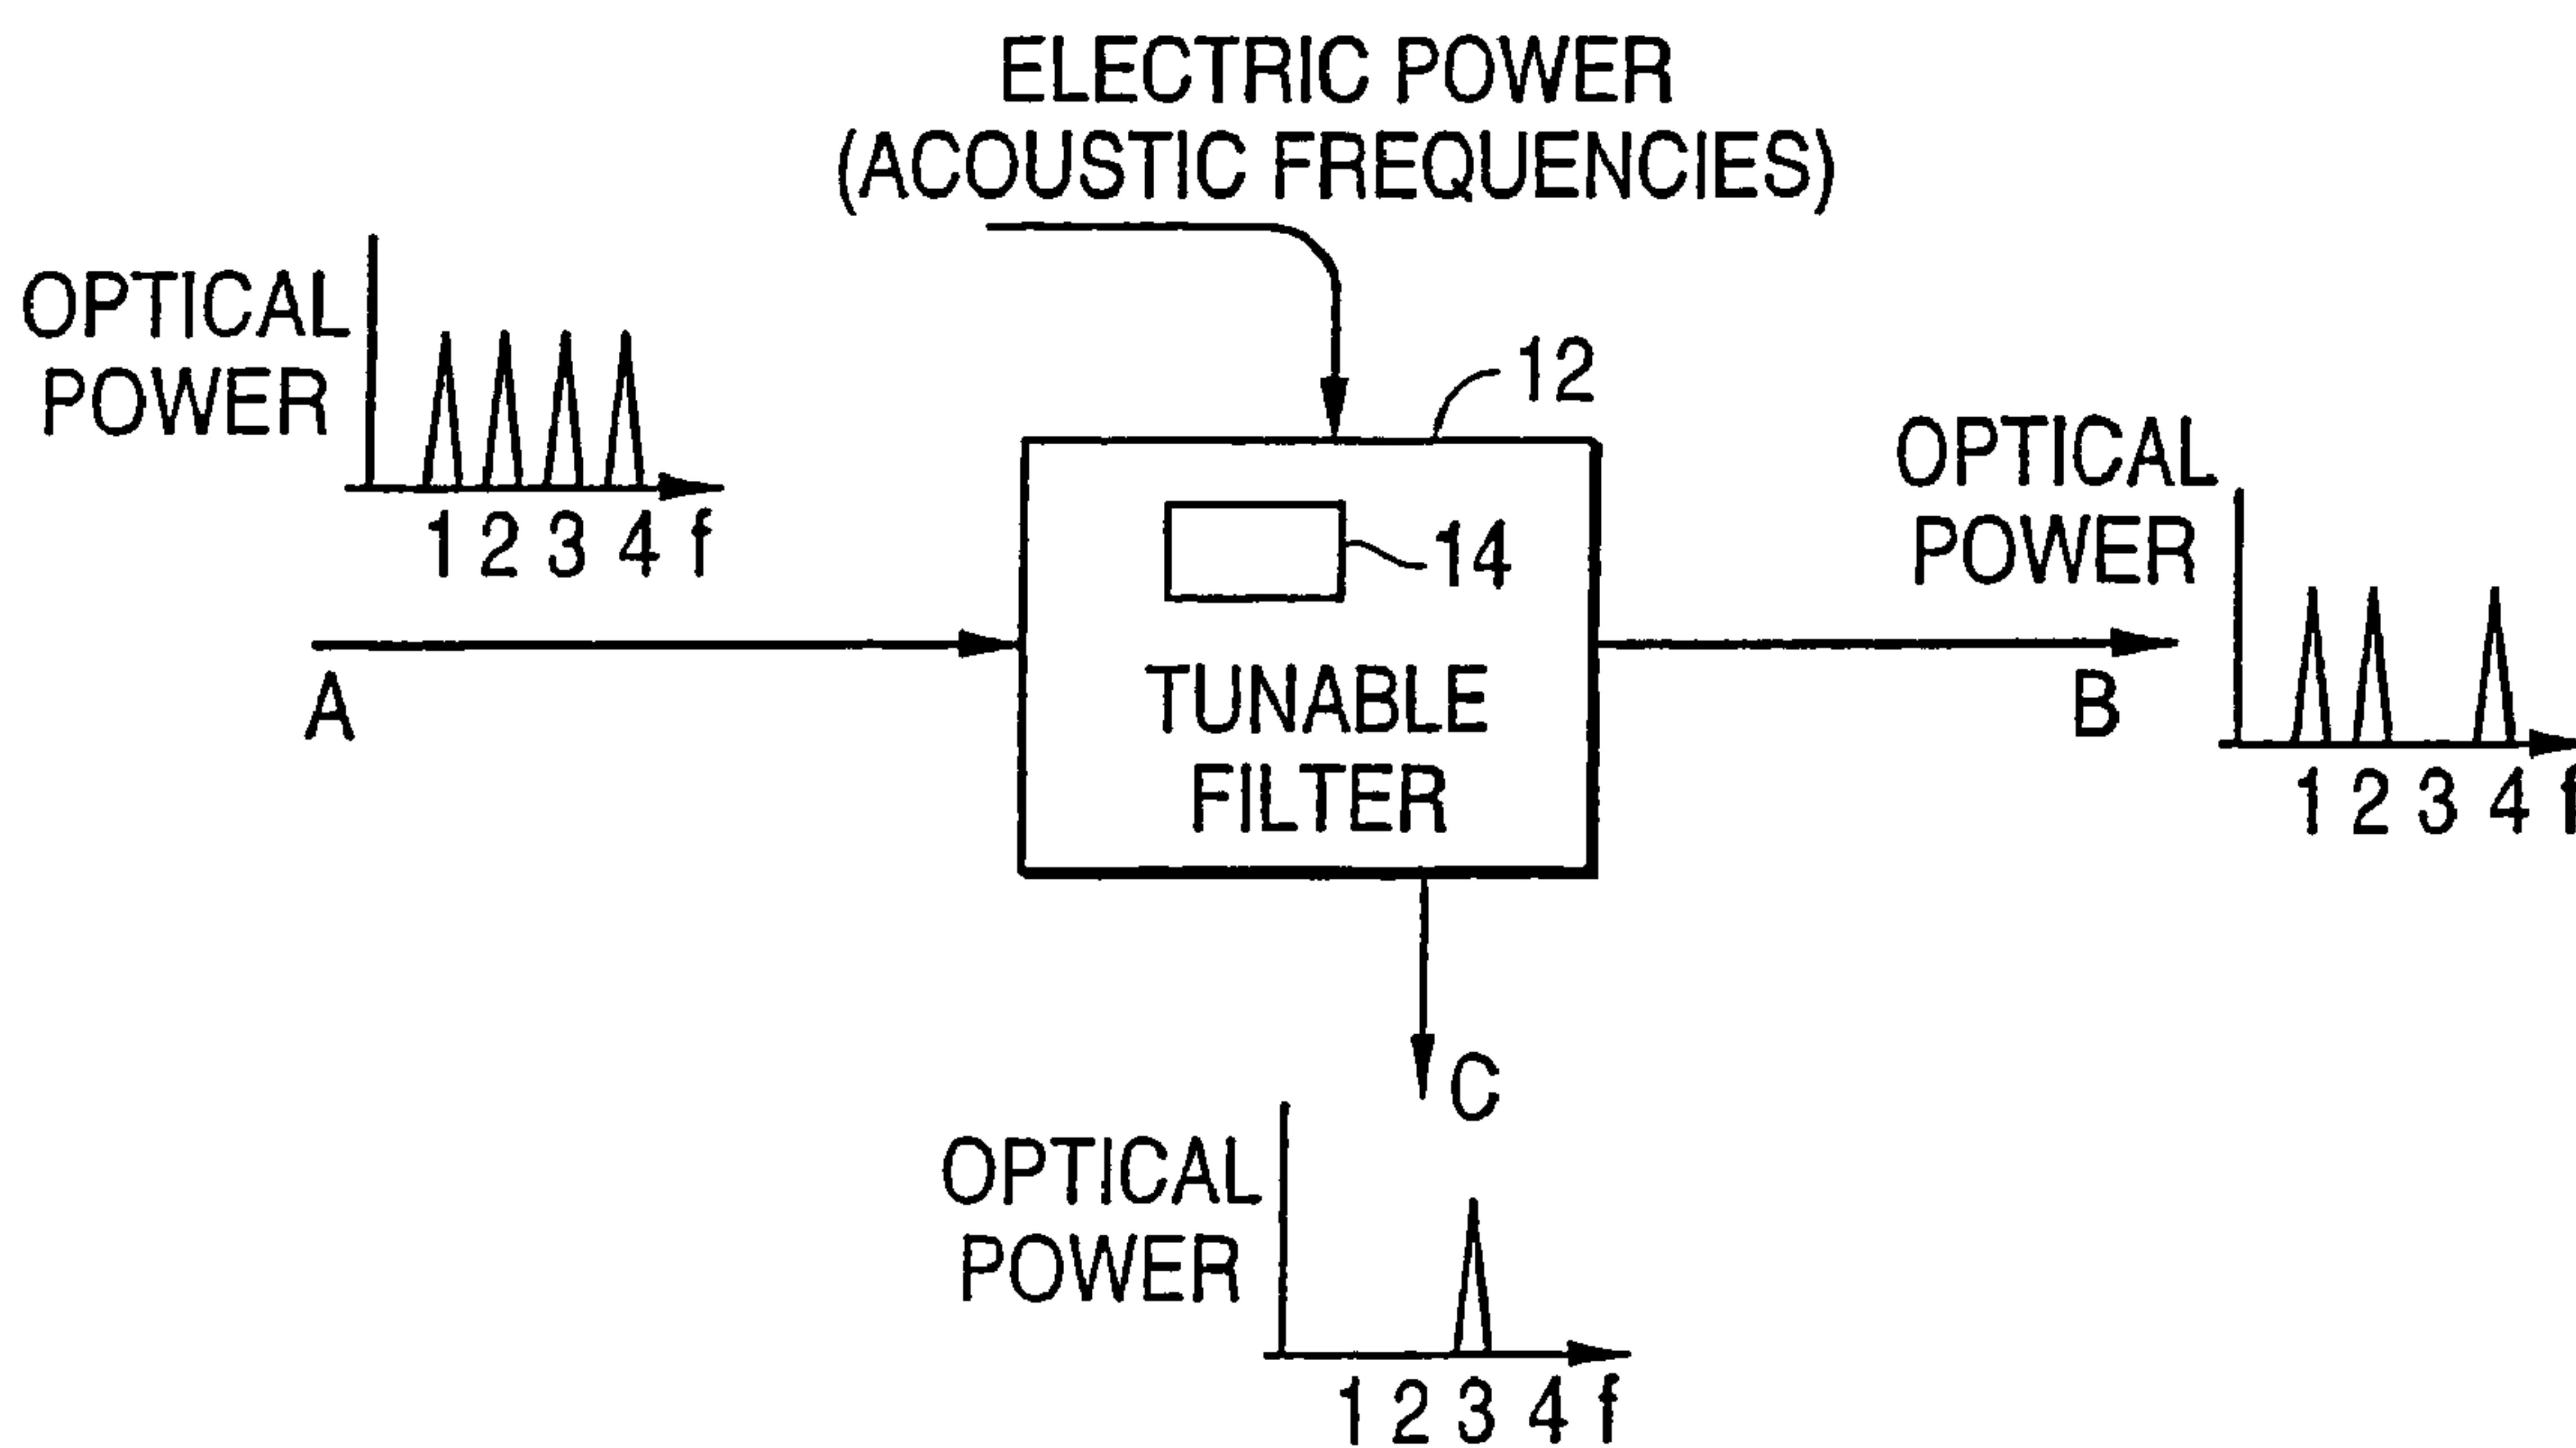 ELECTRIC POWER
(ACOUSTIC FREQUENCIES)
OPTICAL
POWER
1 2 3 4 f
12
14
OPTICAL
POWER
A
TUNABLE
FILTER
B
1 2 3 4 f
C
OPTICAL
POWER
1 2 3 4 f